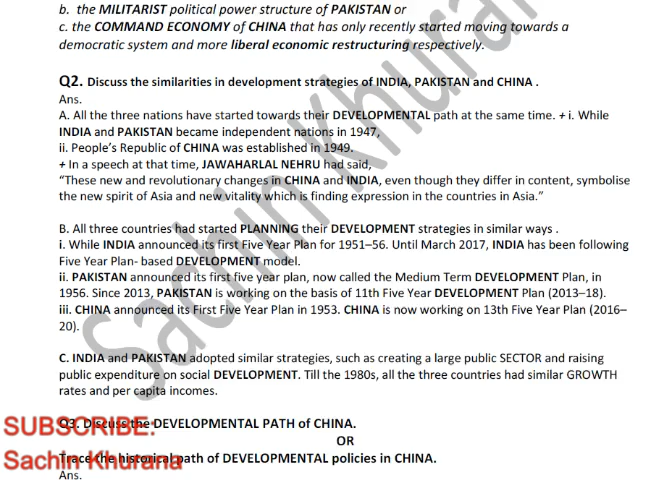 b. the MILITARIST political power structure of PAKISTAN or
c. the COMMAND ECONOMY of CHINA that has only recently started moving towards a
democratic system and more liberal economic restructuring respectively.
Q2. Discuss the similarities in development strategies of INDIA, PAKISTAN and CHINA .
Ans.
A. All the three nations have started towards their DEVELOPMENTAL path at the same time. + i. While
INDIA and PAKISTAN became independent nations in 1947,
ii. People's Republic of CHINA was established in 1949.
+ In a speech at that time, JAWAHARLAL NEHRU had said,
"These new and revolutionary changes in CHINA and INDIA, even though they differ in content, symbolise
the new spirit of Asia and new vitality which is finding expression in the countries in Asia."
B. All three countries had started PLANNING their DEVELOPMENT strategies in similar ways .
i. While INDIA announced its first Five Year Plan for 1951–56. Until March 2017, INDIA has been following
Five Year Plan- based DEVELOPMENT model.
ii. PAKISTAN announced its first five year plan, now called the Medium Term DEVELOPMENT Plan, in
1956. Since 2013, PAKISTAN is working on the basis of 11th Five Year DEVELOPMENT Plan (2013–18).
iii. CHINA announced its First Five Year Plan in 1953. CHINA is now working on 13th Five Year Plan (2016–
20).
C. INDIA and PAKISTAN adopted similar strategies, such as creating a large public SECTOR and raising
public expenditure on social DEVELOPMENT. Till the 1980s, all the three countries had similar GROWTH
rates and per capita incomes.
Q3. Discuss the DEVELOPMENTAL PATH of CHINA.
OR
Trace the historical path of DEVELOPMENTAL policies in CHINA.
Ans.
SUBSCRIBE:
Sachin Khurana
Sachin Khurana